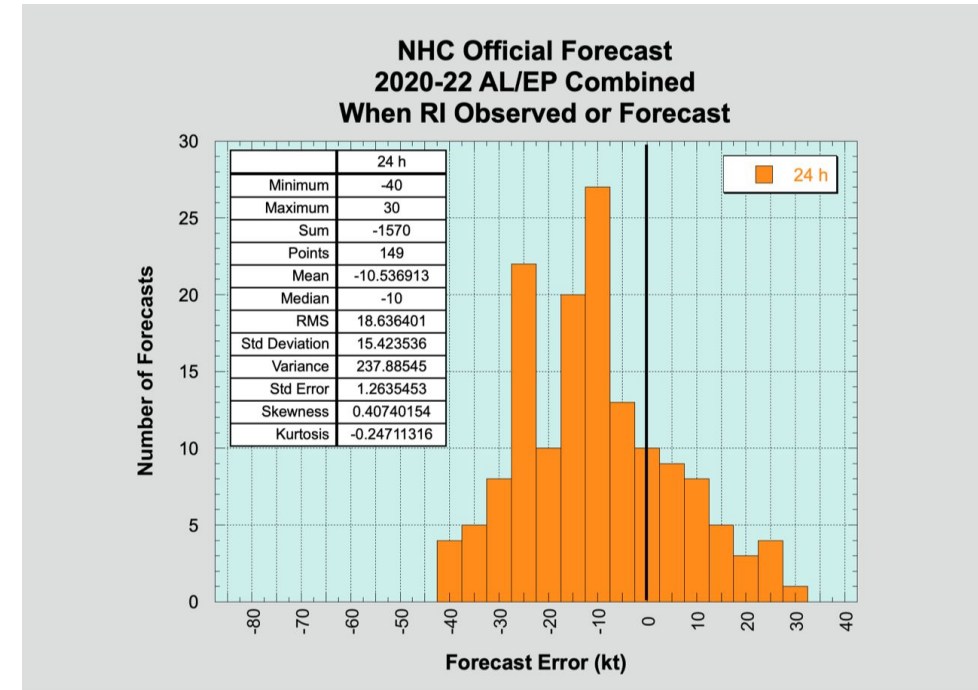 NHC Official Forecast
2020-22 AL/EP Combined
When RI Observed or Forecast
Number of Forecasts
30
25
20
15
10
5
0
24 h
Minimum -40
Maximum 30
Sum -1570
Points 149
Mean -10.536913
Median -10
RMS 18.636401
Std Deviation 15.423536
Variance 237.88545
Std Error 1.2635453
Skewness 0.40740154
Kurtosis -0.24711316
24 h
-80 -70 -60 -50 -40 -30 -20 -10 0 10 20 30 40
Forecast Error (kt)